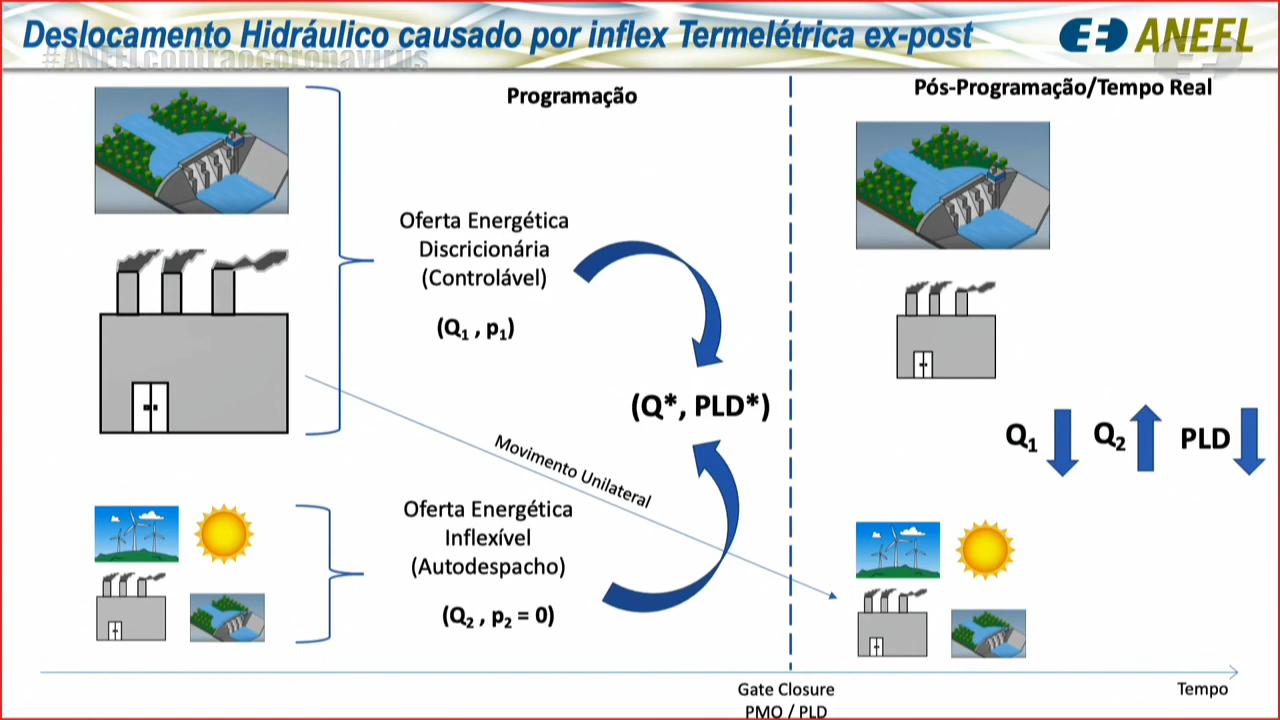 Deslocamento Hidráulico causado por inflex Termelétrica ex-post
ANEEL
#ANEELcontraocoronavirus
Programação
Pós-Programação/Tempo Real
Oferta Energética
Discricionária
(Controlável)
(Q₁ , p₁)
(Q*, PLD*)
Movimento Unilateral
Q₁
Q₂
PLD
Oferta Energética
Inflexível
(Autodespacho)
(Q₂ , p₂ = 0)
Gate Closure
PMO / PLD
Tempo